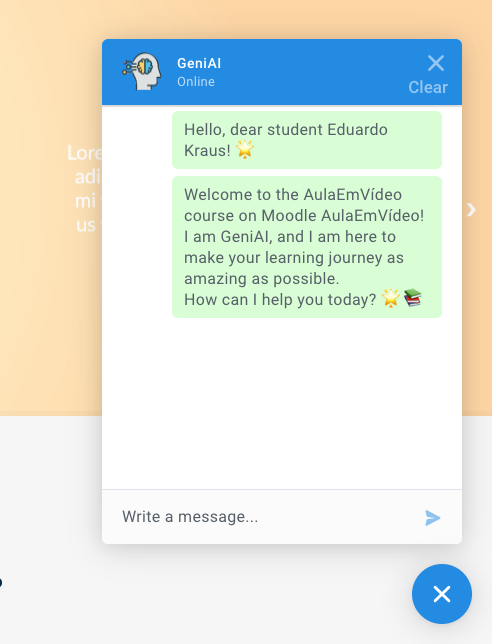 GeniAI
Online
Clear
Hello, dear student Eduardo
Kraus! 🌟
Welcome to the AulaEmVídeo
course on Moodle AulaEmVídeo!
I am GeniAI, and I am here to
make your learning journey as
amazing as possible.
How can I help you today? 🌟📚
Write a message...
Lore
adi
mi
us